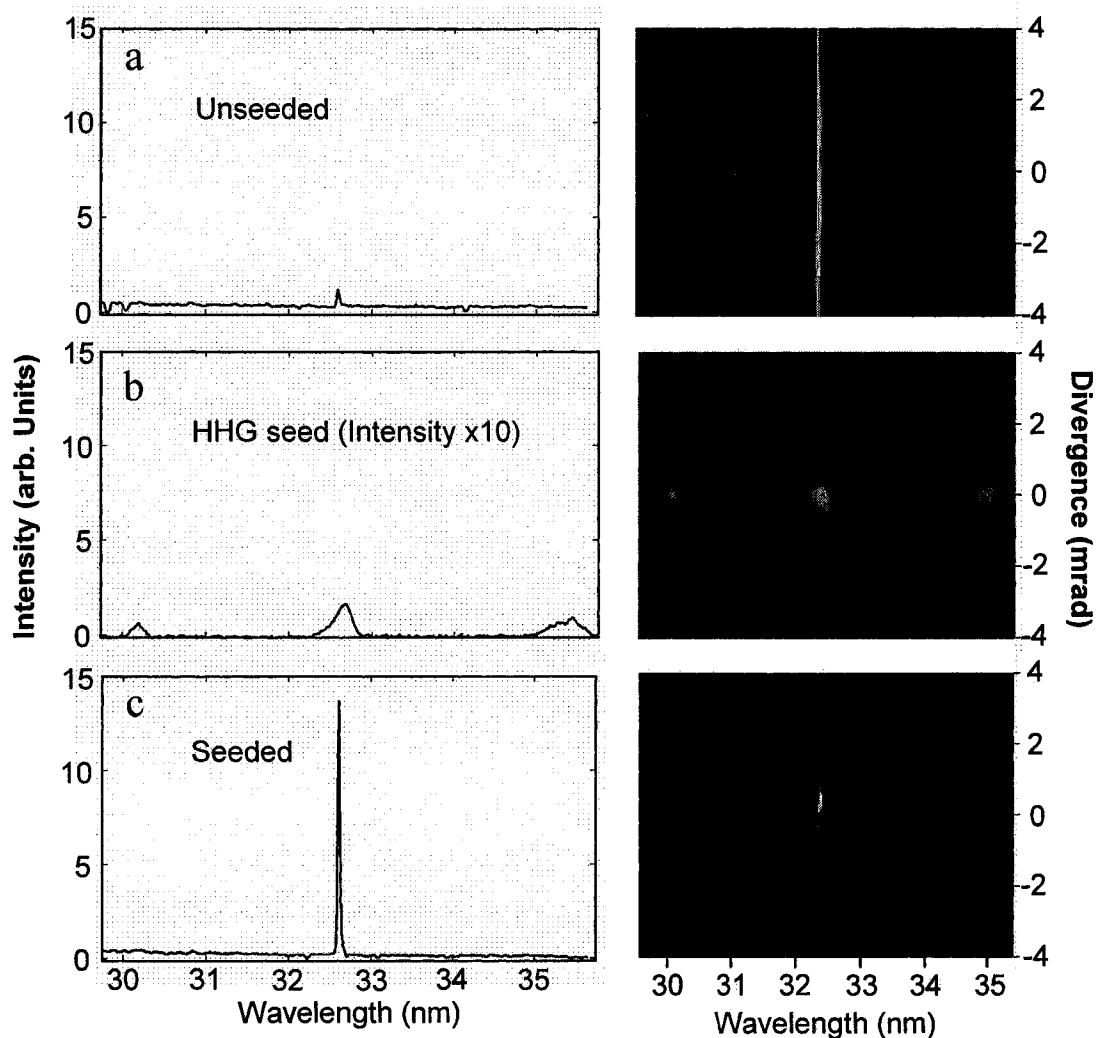 15
a
Unseeded
10
5
0
4
2
0
-2
-4
15
b
HHG seed (Intensity x10)
10
5
0
4
2
0
-2
-4
15
c
Seeded
10
5
0
4
2
0
-2
-4
30 31 32 33 34 35
30 31 32 33 34 35
Wavelength (nm)
Wavelength (nm)
Intensity (arb. Units)
Divergence (mrad)